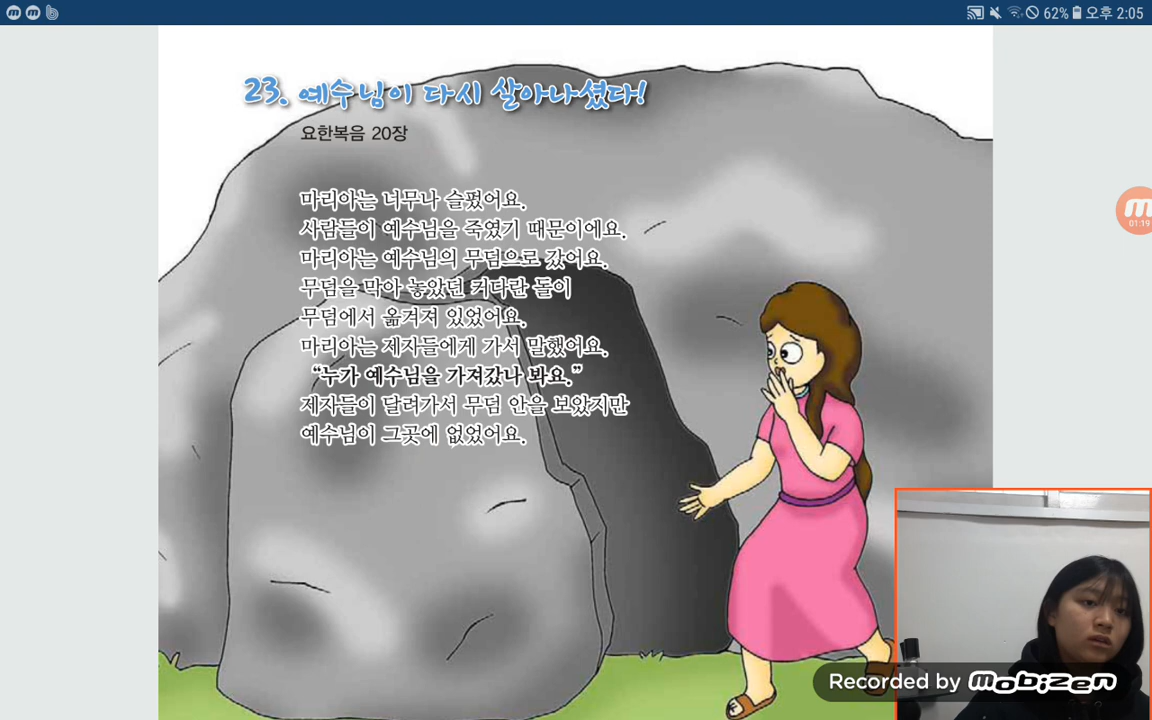 62% 오후 2:05
23. 예수님이 다시 살아나셨다!
요한복음 20장
마리아는 너무나 슬펐어요.
사람들이 예수님을 죽였기 때문이에요.
마리아는 예수님의 무덤으로 갔어요.
무덤을 막아 놓았던 커다란 돌이
무덤에서 옮겨져 있었어요.
마리아는 제자들에게 가서 말했어요.
“누가 예수님을 가져갔나 봐요.”
제자들이 달려가서 무덤 안을 보았지만
예수님이 그곳에 없었어요.
01:19
Recorded by mobizen